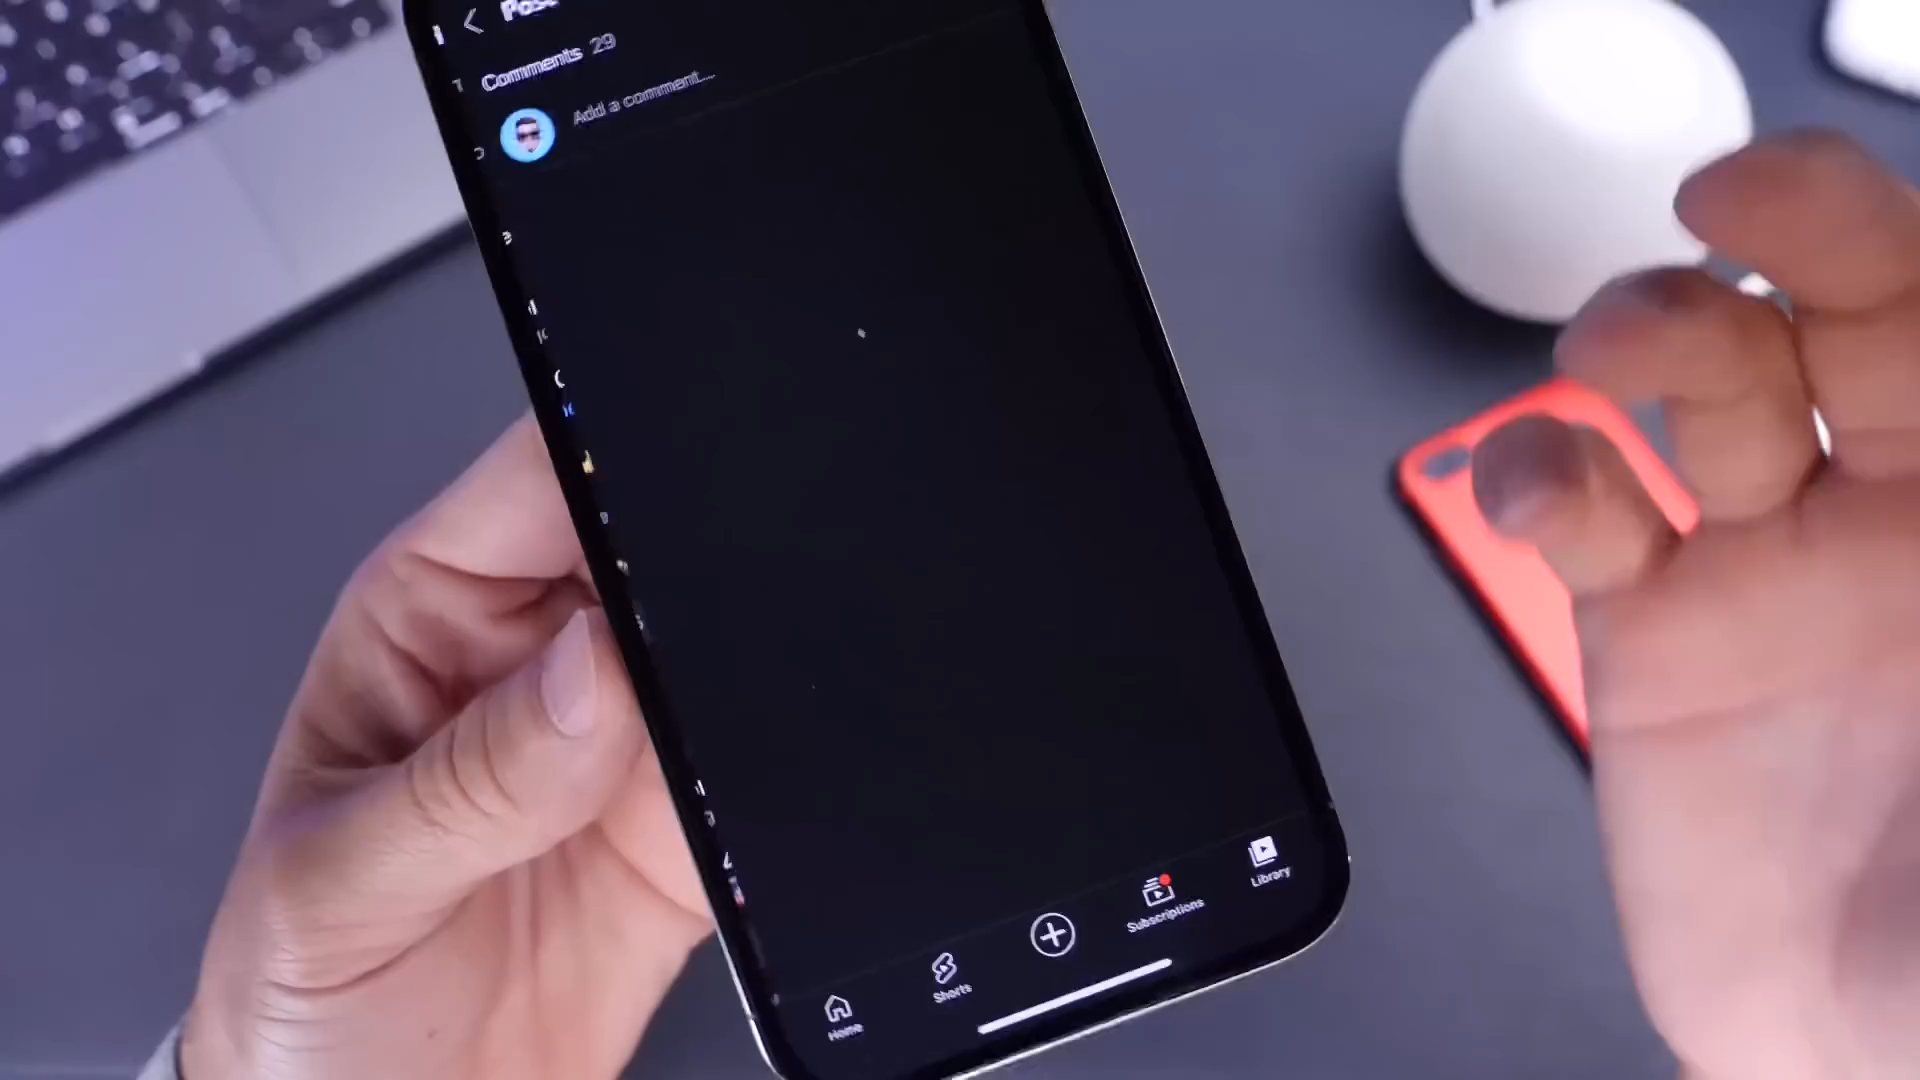 Post
Comments 29
Add a comment...
Home
Shorts
Subscriptions
Library